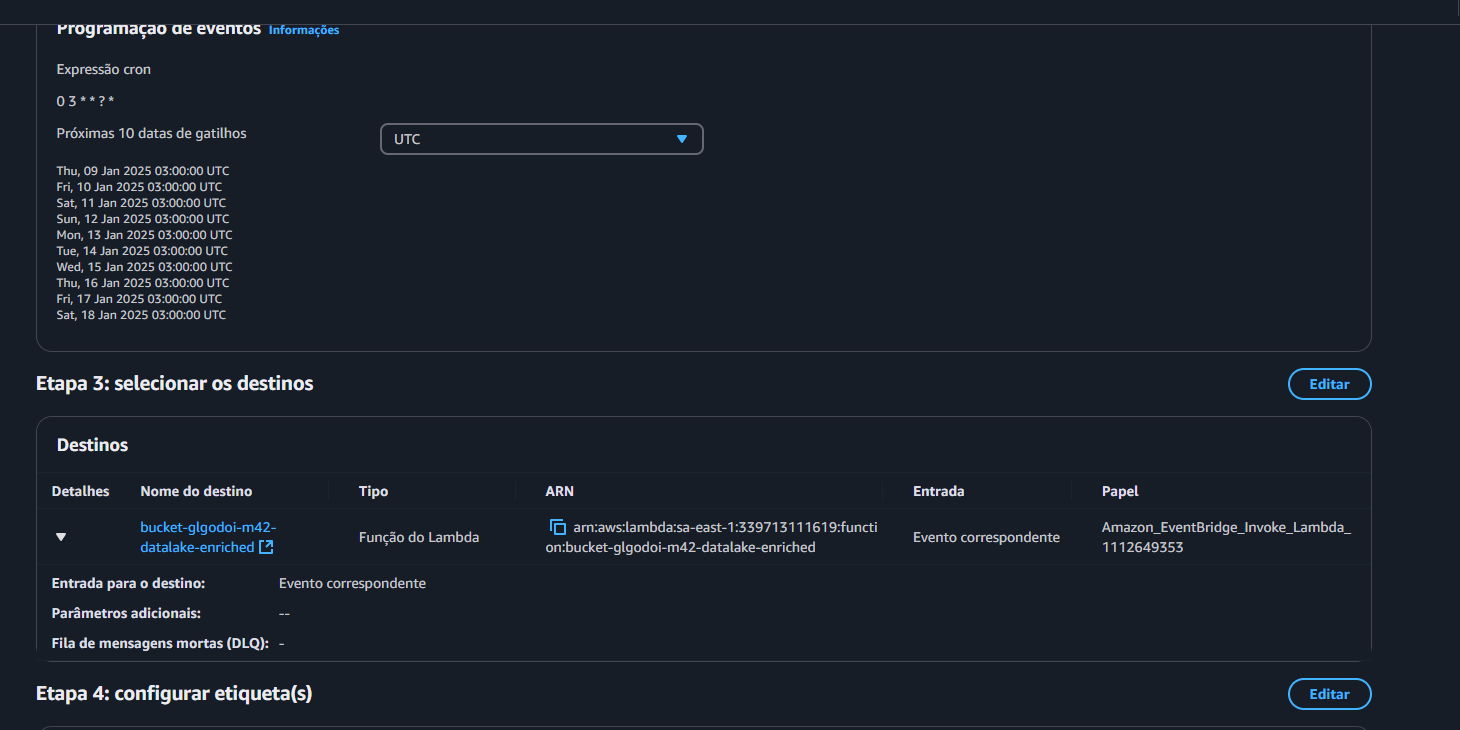 Programação de eventos Informações
Expressão cron
0 3 * * ? *
Próximas 10 datas de gatilhos
UTC
Thu, 09 Jan 2025 03:00:00 UTC
Fri, 10 Jan 2025 03:00:00 UTC
Sat, 11 Jan 2025 03:00:00 UTC
Sun, 12 Jan 2025 03:00:00 UTC
Mon, 13 Jan 2025 03:00:00 UTC
Tue, 14 Jan 2025 03:00:00 UTC
Wed, 15 Jan 2025 03:00:00 UTC
Thu, 16 Jan 2025 03:00:00 UTC
Fri, 17 Jan 2025 03:00:00 UTC
Sat, 18 Jan 2025 03:00:00 UTC
Etapa 3: selecionar os destinos
Editar
Destinos
Detalhes Nome do destino Tipo ARN Entrada Papel
bucket-glgodoi-m42-
datalake-enriched
Função do Lambda
arn:aws:lambda:sa-east-1:339713111619:functi
on:bucket-glgodoi-m42-datalake-enriched
Evento correspondente
Amazon_EventBridge_Invoke_Lambda_
1112649353
Entrada para o destino: Evento correspondente
Parâmetros adicionais: --
Fila de mensagens mortas (DLQ): -
Etapa 4: configurar etiqueta(s)
Editar